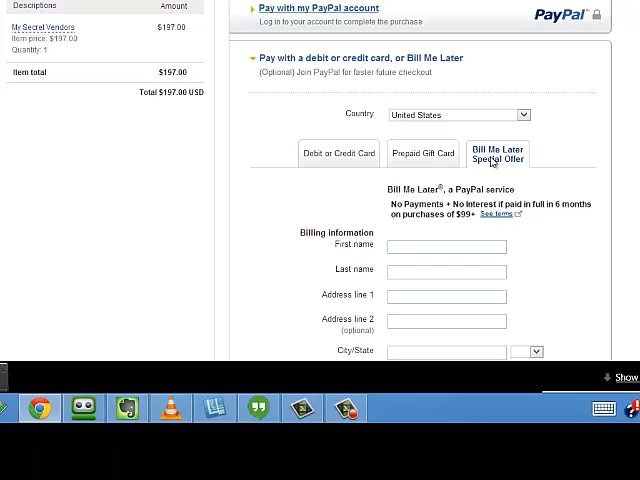 Descriptions Amount
My Secret Vendors $197.00
Item price: $197.00
Quantity: 1
Item total $197.00
Total $197.00 USD
Pay with my PayPal account
Log in to your account to complete the purchase
PayPal
Pay with a debit or credit card, or Bill Me Later
(Optional) Join PayPal for faster future checkout
Country United States
Debit or Credit Card
Prepaid Gift Card
Bill Me Later
Special Offer
Bill Me Later®, a PayPal service
No Payments + No Interest if paid in full in 6 months
on purchases of $99+ See terms
Billing information
First name
Last name
Address line 1
Address line 2
(optional)
City/State
Show